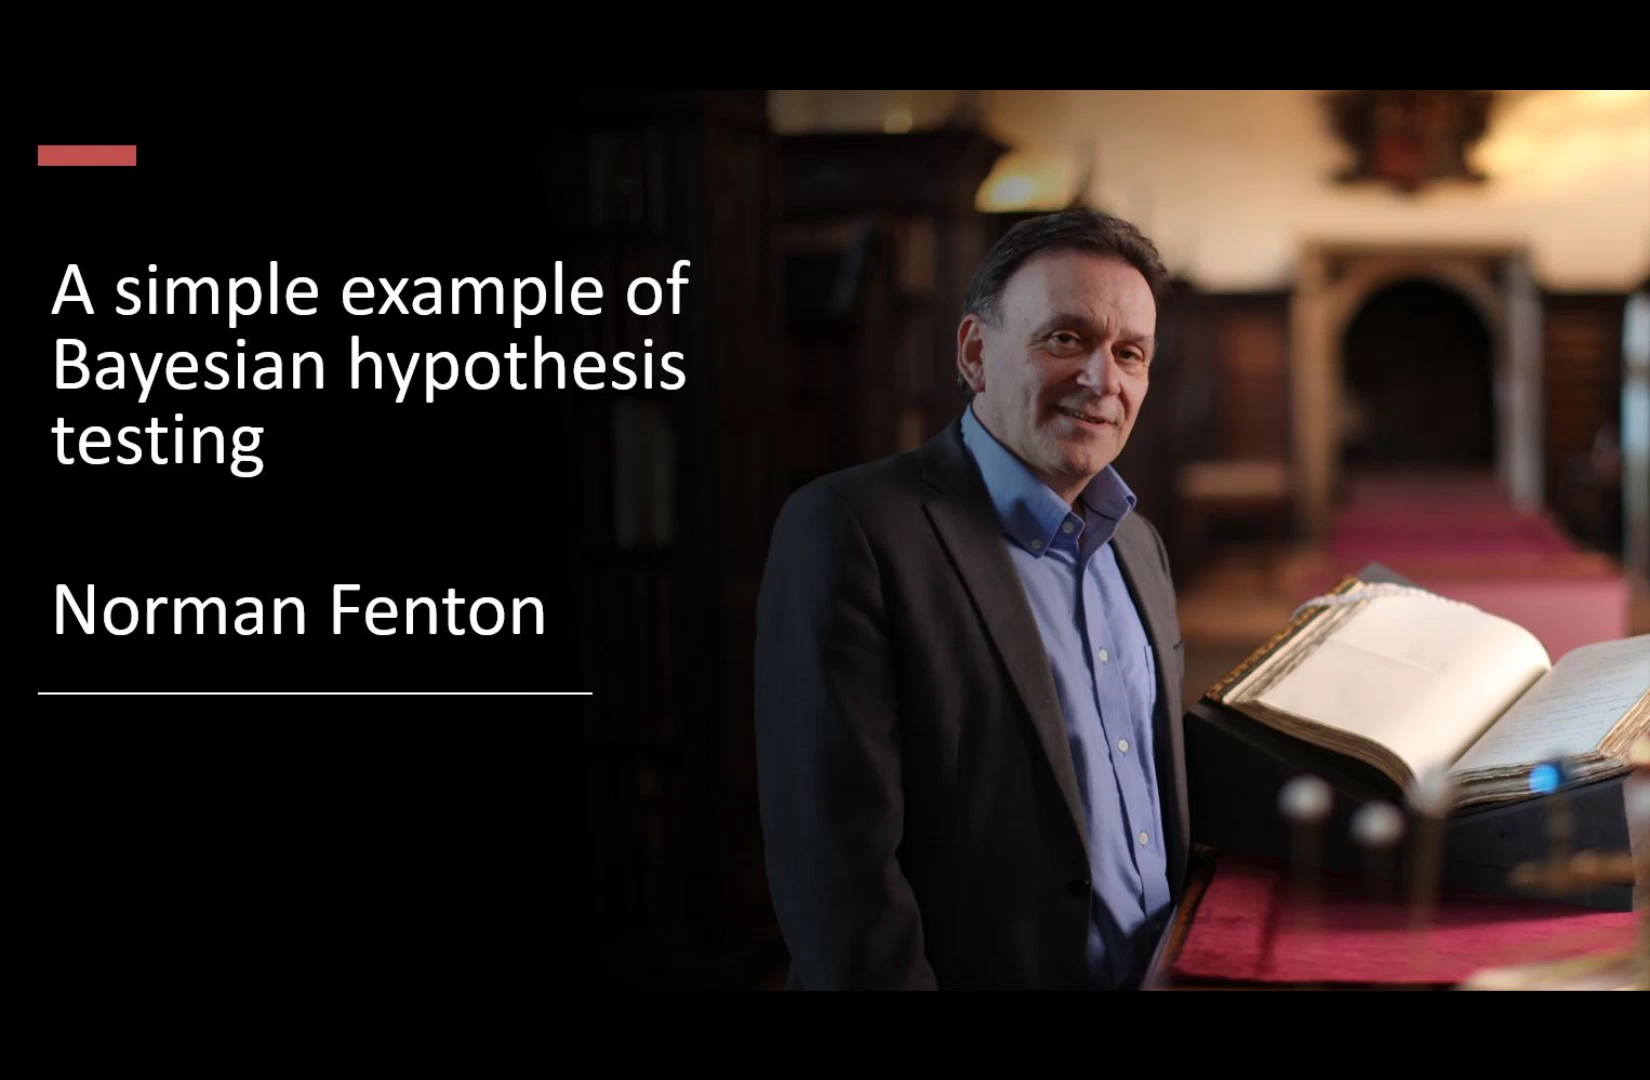 A simple example of
Bayesian hypothesis
testing
Norman Fenton